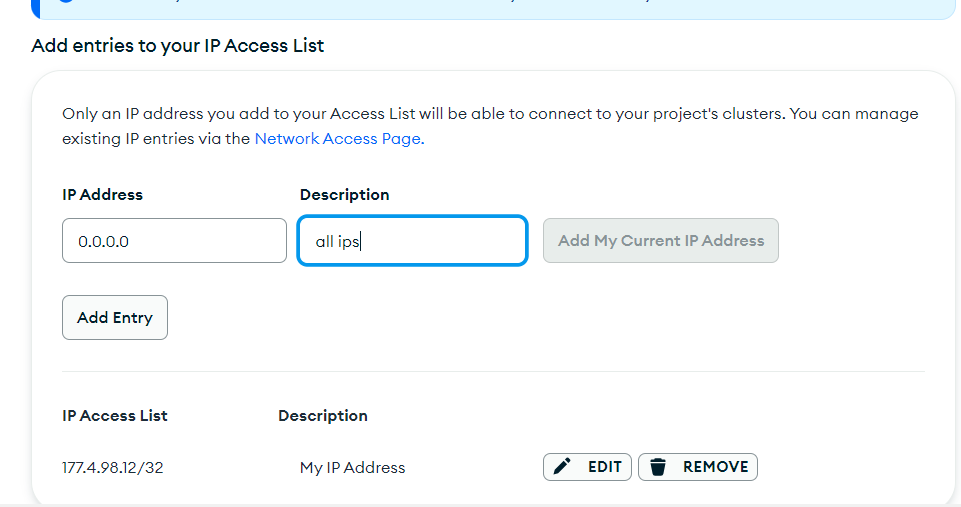 Add entries to your IP Access List
Only an IP address you add to your Access List will be able to connect to your project's clusters. You can manage
existing IP entries via the Network Access Page.
IP Address
Description
0.0.0.0
all ips
Add My Current IP Address
Add Entry
IP Access List
Description
177.4.98.12/32
My IP Address
EDIT
REMOVE